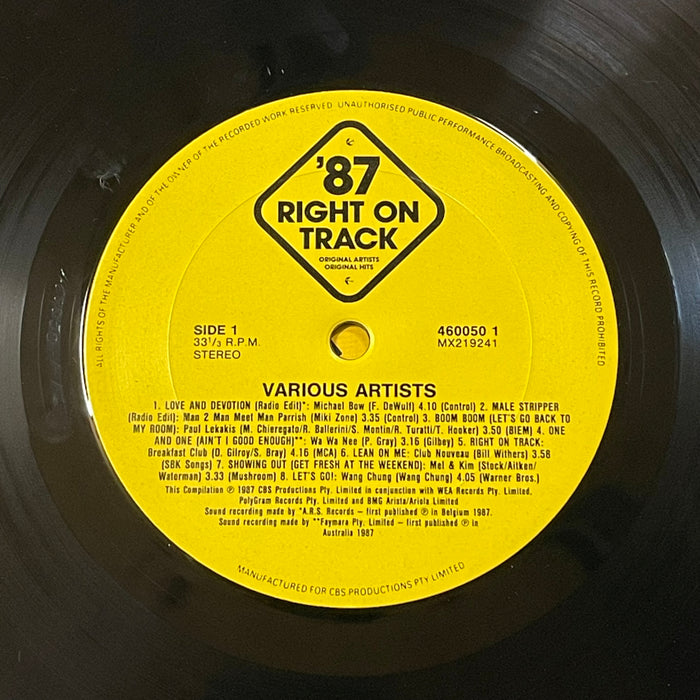 ALL RIGHTS OF THE MANUFACTURER AND OF THE OWNER OF THE RECORDED WORK RESERVED. UNAUTHORISED PUBLIC PERFORMANCE BROADCASTING AND COPYING OF THIS RECORD PROHIBITED
'87
RIGHT ON
TRACK
ORIGINAL ARTISTS
ORIGINAL HITS
SIDE 1
33⅓ R.P.M.
STEREO
460050 1
MX219241
VARIOUS ARTISTS
1. LOVE AND DEVOTION (Radio Edit)*: Michael Bow (F. DeWulf) 4.10 (Control) 2. MALE STRIPPER
(Radio Edit): Man 2 Man Meet Man Parrish (Miki Zone) 3.35 (Control) 3. BOOM BOOM (LET'S GO BACK TO
MY ROOM): Paul Lekakis (M. Chieregato/R. Ballerini/S. Montin/R. Turatti/T. Hooker) 3.50 (BIEM) 4. ONE
AND ONE (AIN'T I GOOD ENOUGH)**: Wa Wa Nee (P. Gray) 3.16 (Gilbey) 5. RIGHT ON TRACK:
Breakfast Club (D. Gilroy/S. Bray) 4.16 (MCA) 6. LEAN ON ME: Club Nouveau (Bill Withers) 3.58
(SBK Songs) 7. SHOWING OUT (GET FRESH AT THE WEEKEND): Mel & Kim (Stock/Aitken/
Waterman) 3.33 (Mushroom) 8. LET'S GO!: Wang Chung (Wang Chung) 4.05 (Warner Bros.)
This Compilation ℗ 1987 CBS Productions Pty. Limited in conjunction with WEA Records Pty. Limited.
PolyGram Records Pty. Limited and BMG Arista/Ariola Limited
Sound recording made by *A.R.S. Records – first published ℗ in Belgium 1987.
Sound recording made by **Faymara Pty. Limited – first published ℗ in
Australia 1987
MANUFACTURED FOR CBS PRODUCTIONS PTY LIMITED